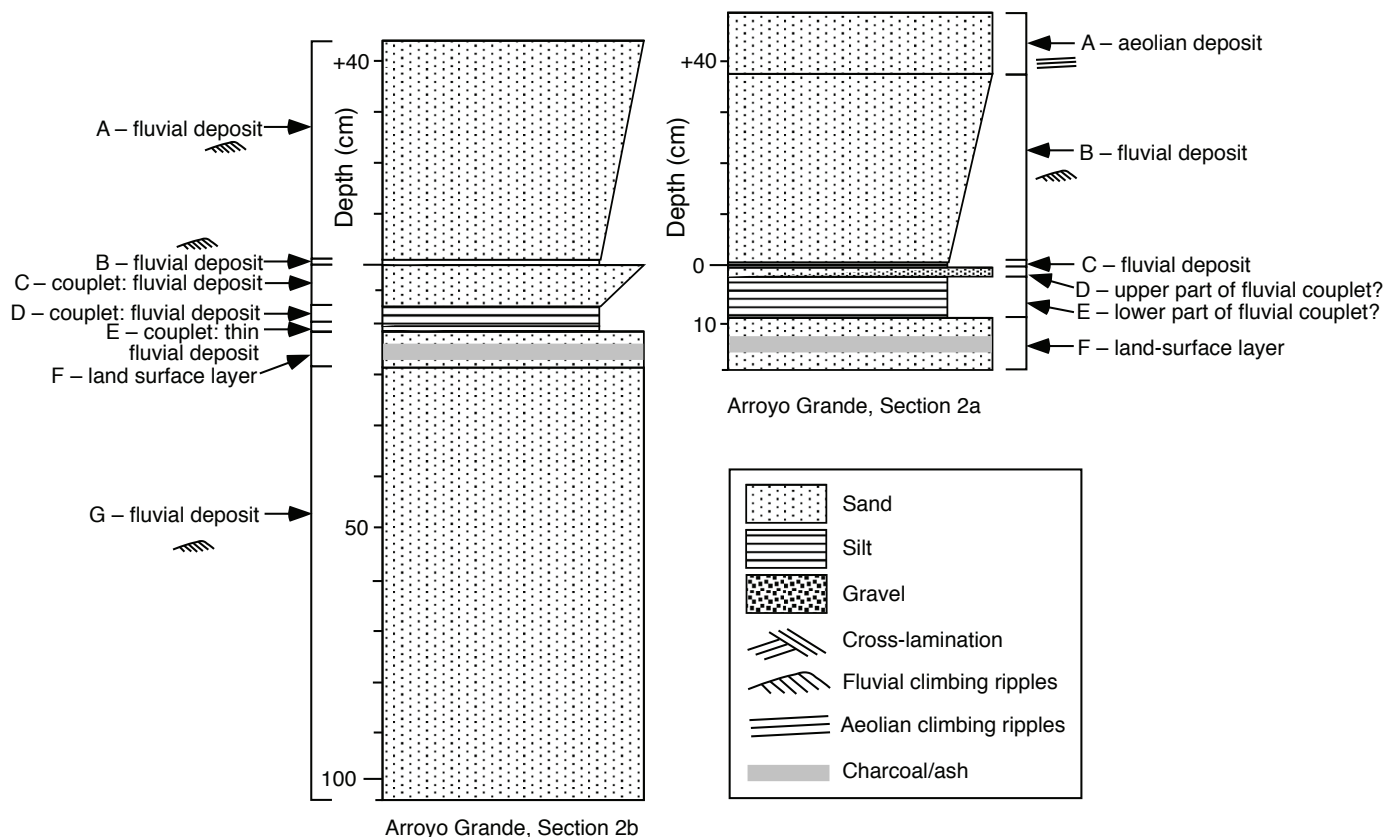 +40
Depth (cm)
A – fluvial deposit
B – fluvial deposit
C – couplet: fluvial deposit
D – couplet: fluvial deposit
E – couplet: thin
fluvial deposit
F – land surface layer
G – fluvial deposit
50
100
Arroyo Grande, Section 2b
+40
Depth (cm)
0
10
A – aeolian deposit
B – fluvial deposit
C – fluvial deposit
D – upper part of fluvial couplet?
E – lower part of fluvial couplet?
F – land-surface layer
Arroyo Grande, Section 2a
Sand
Silt
Gravel
Cross-lamination
Fluvial climbing ripples
Aeolian climbing ripples
Charcoal/ash